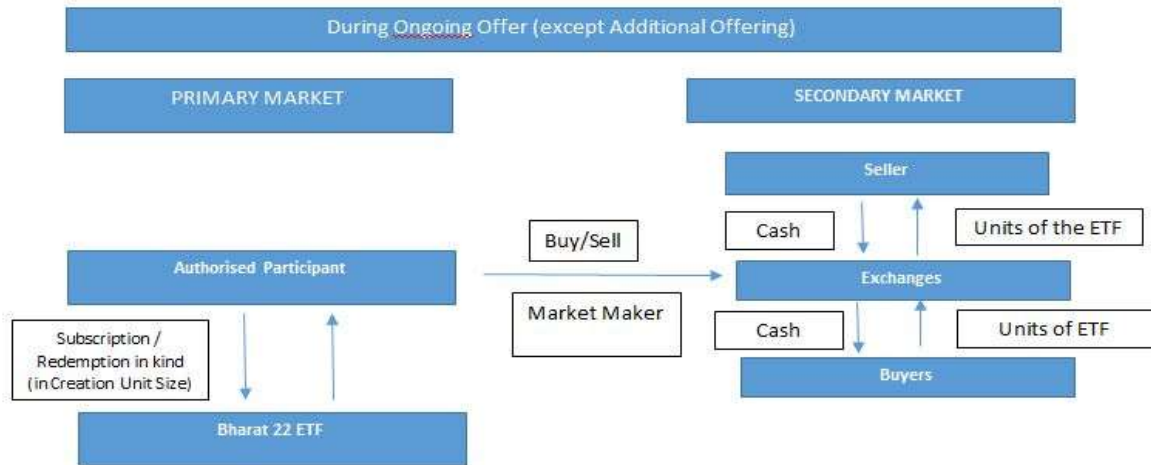 During Ongoing Offer (except Additional Offering)
PRIMARY MARKET
SECONDARY MARKET
Seller
Cash
Units of the ETF
Buy/Sell
Authorised Participant
Exchanges
Market Maker
Cash
Units of ETF
Subscription /
Redemption in kind
(in Creation Unit Size)
Buyers
Bharat 22 ETF